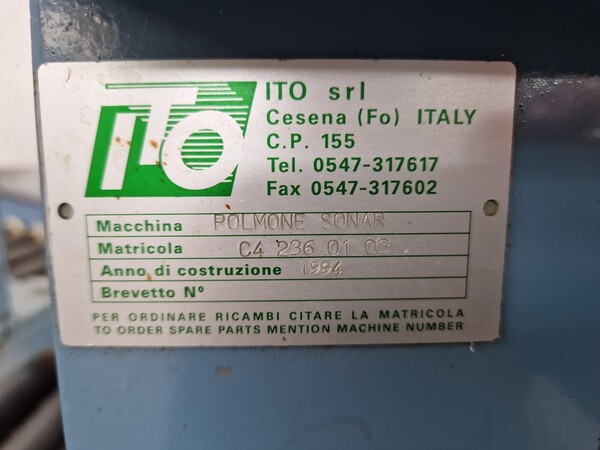 ITO
ITO srl
Cesena (Fo) ITALY
C.P. 155
Tel. 0547-317617
Fax 0547-317602
Macchina POLMONE SONAR
Matricola C4 236 01 03
Anno di costruzione 1994
Brevetto N°
PER ORDINARE RICAMBI CITARE LA MATRICOLA
TO ORDER SPARE PARTS MENTION MACHINE NUMBER